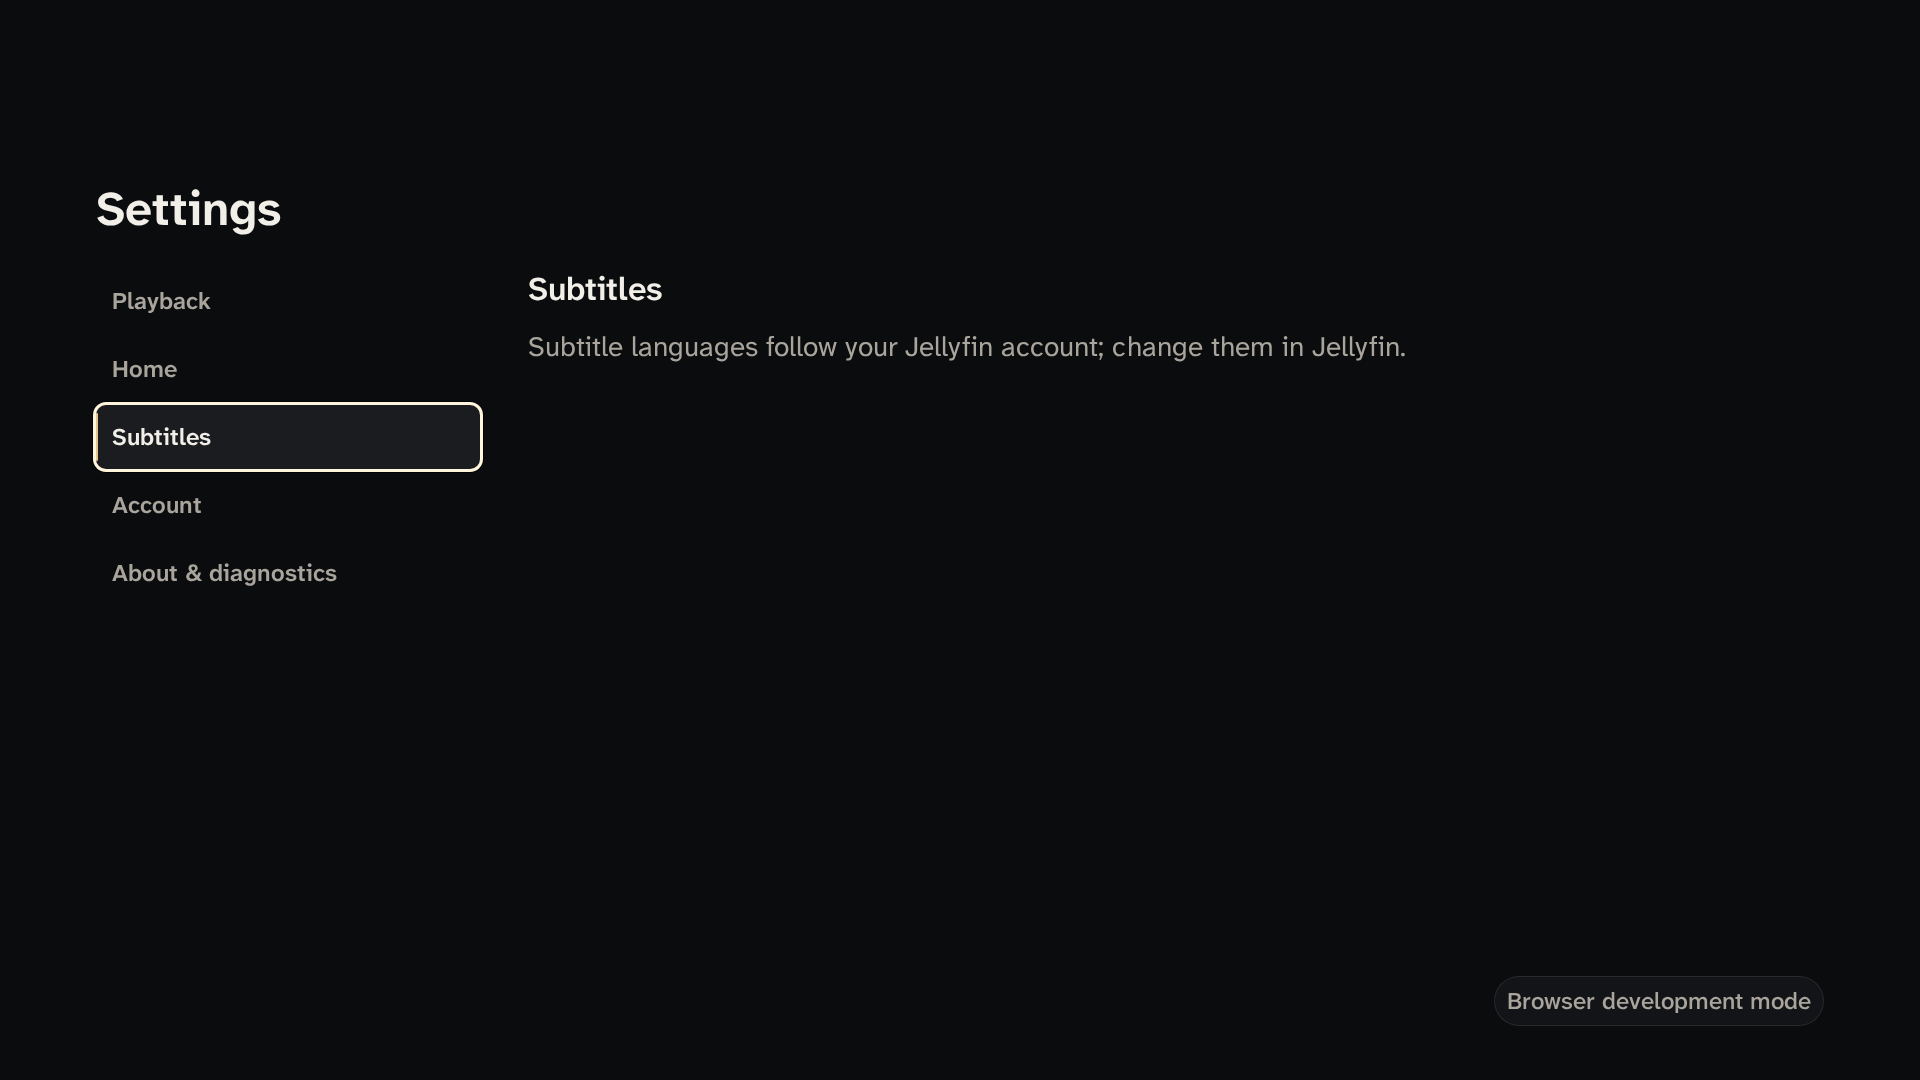 Settings
Playback
Home
Subtitles
Account
About & diagnostics
Subtitles
Subtitle languages follow your Jellyfin account; change them in Jellyfin.
Browser development mode